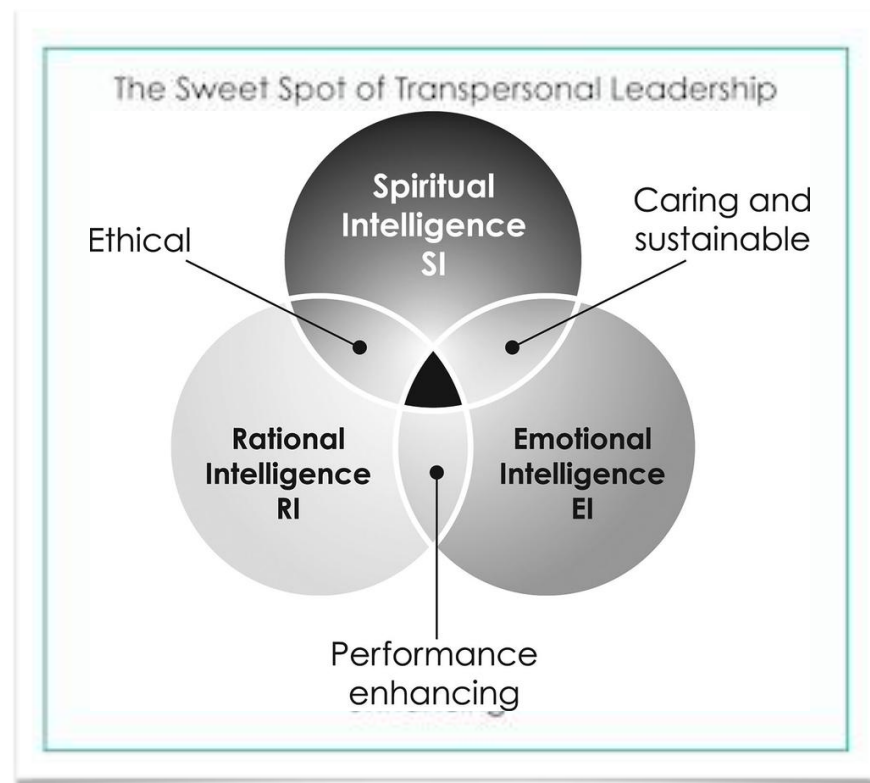 The Sweet Spot of Transpersonal Leadership
Spiritual
Intelligence
SI
Caring and
sustainable
Ethical
Rational
Intelligence
RI
Emotional
Intelligence
EI
Performance
enhancing